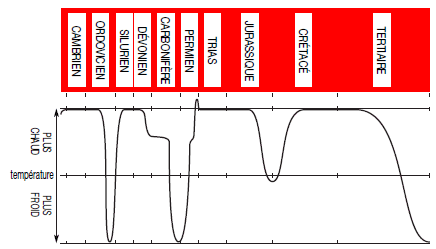 CAMBRIEN
ORDOVICIEN
SILURIEN
DÉVONIEN
CARBONIFÈRE
PERMIEN
TRIAS
JURASSIQUE
CRÉTACÉ
TERTIAIRE
PLUS
CHAUD
température
PLUS
FROID